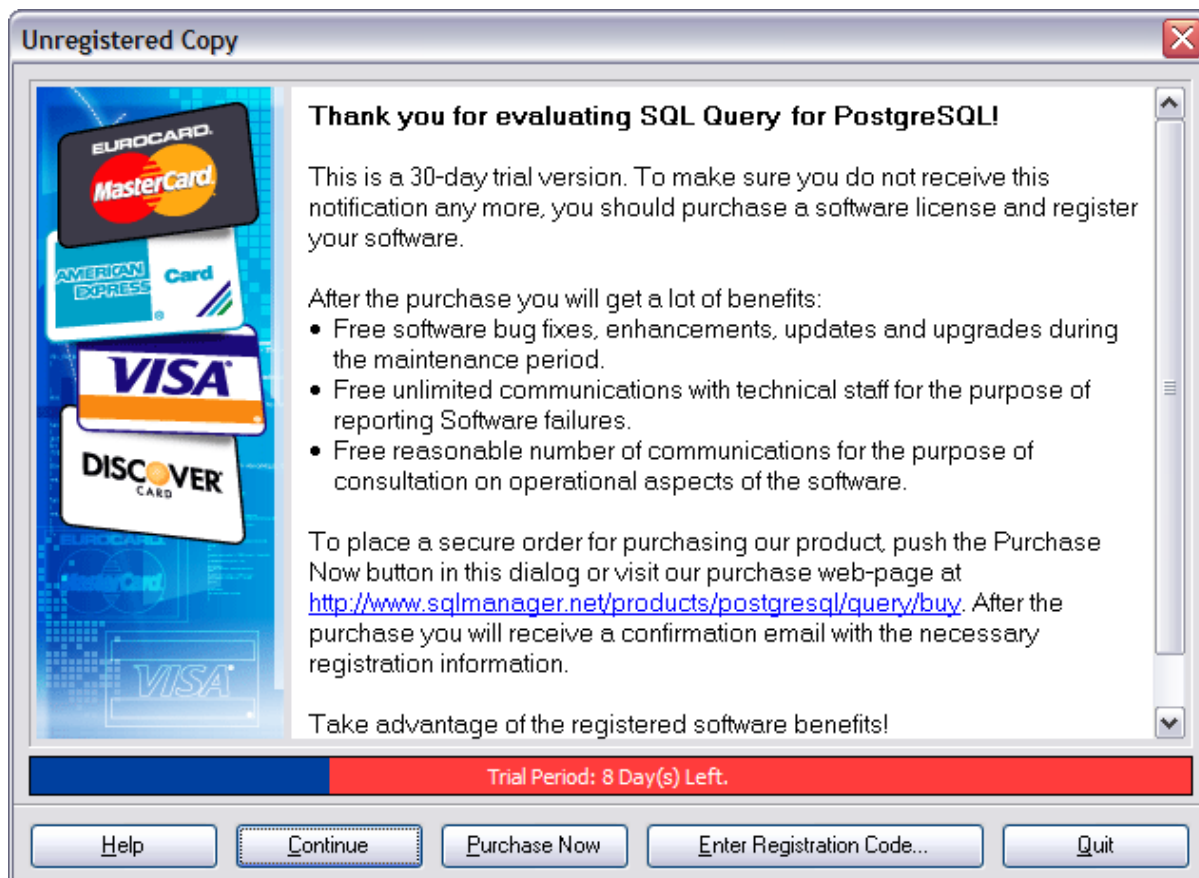 Unregistered Copy
EUROCARD.
MasterCard.
AMERICAN EXPRESS
Card
VISA
DISCOVER
CARD
EUROCARD.
MasterCard
VISA
Thank you for evaluating SQL Query for PostgreSQL!
This is a 30-day trial version. To make sure you do not receive this
notification any more, you should purchase a software license and register
your software.
After the purchase you will get a lot of benefits:
• Free software bug fixes, enhancements, updates and upgrades during
the maintenance period.
• Free unlimited communications with technical staff for the purpose of
reporting Software failures.
• Free reasonable number of communications for the purpose of
consultation on operational aspects of the software.
To place a secure order for purchasing our product, push the Purchase
Now button in this dialog or visit our purchase web-page at
http://www.sqlmanager.net/products/postgresql/query/buy. After the
purchase you will receive a confirmation email with the necessary
registration information.
Take advantage of the registered software benefits!
Trial Period: 8 Day(s) Left.
Help
Continue
Purchase Now
Enter Registration Code...
Quit